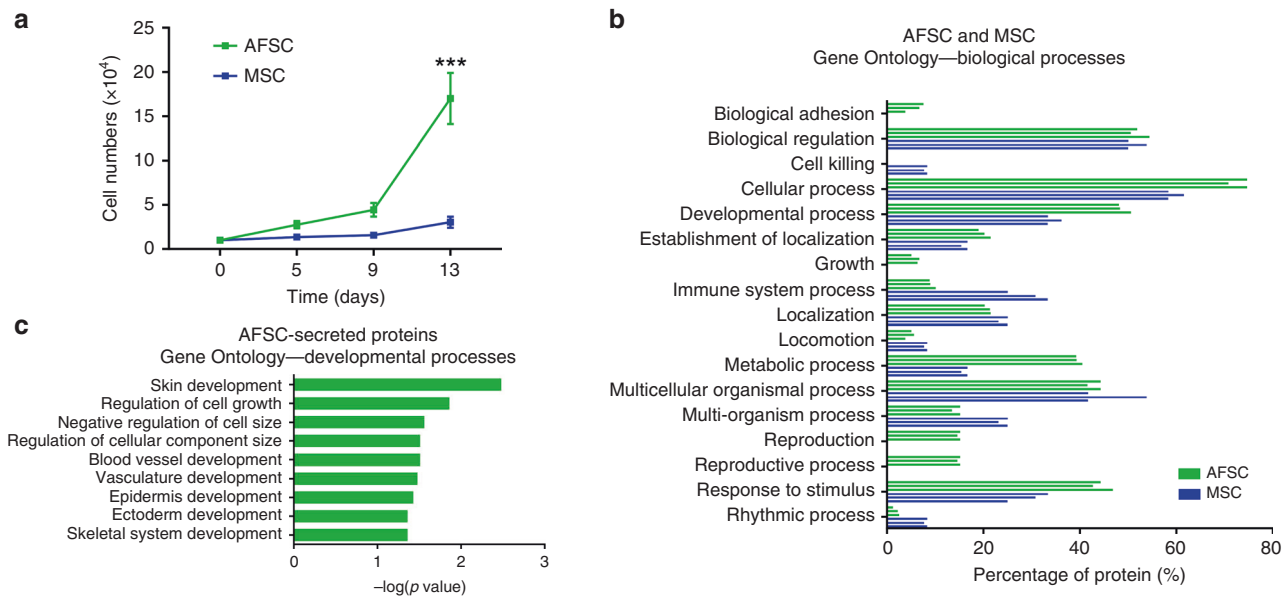 a
25
20
15
10
5
0
Cell numbers (×10⁴)
AFSC
MSC
***
0 5 9 13
Time (days)
b
AFSC and MSC
Gene Ontology—biological processes
Biological adhesion
Biological regulation
Cell killing
Cellular process
Developmental process
Establishment of localization
Growth
Immune system process
Localization
Locomotion
Metabolic process
Multicellular organismal process
Multi-organism process
Reproduction
Reproductive process
Response to stimulus
Rhythmic process
AFSC
MSC
0 20 40 60 80
Percentage of protein (%)
c
AFSC-secreted proteins
Gene Ontology—developmental processes
Skin development
Regulation of cell growth
Negative regulation of cell size
Regulation of cellular component size
Blood vessel development
Vasculature development
Epidermis development
Ectoderm development
Skeletal system development
0 1 2 3
–log(p value)